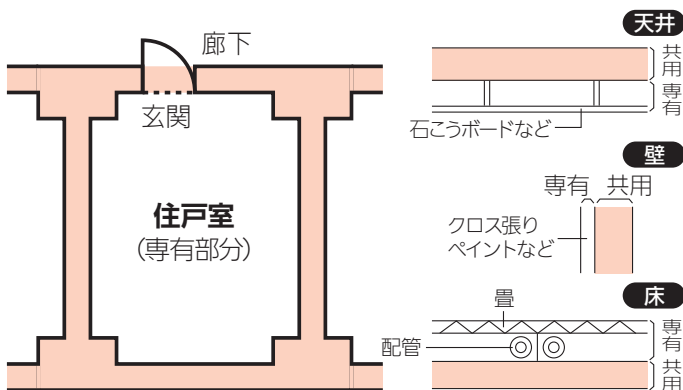 廊下
玄関
住戸室
(専有部分)
天井
共用
専有
石こうボードなど
壁
専有 共用
クロス張り
ペイントなど
床
畳
配管
専有
共用